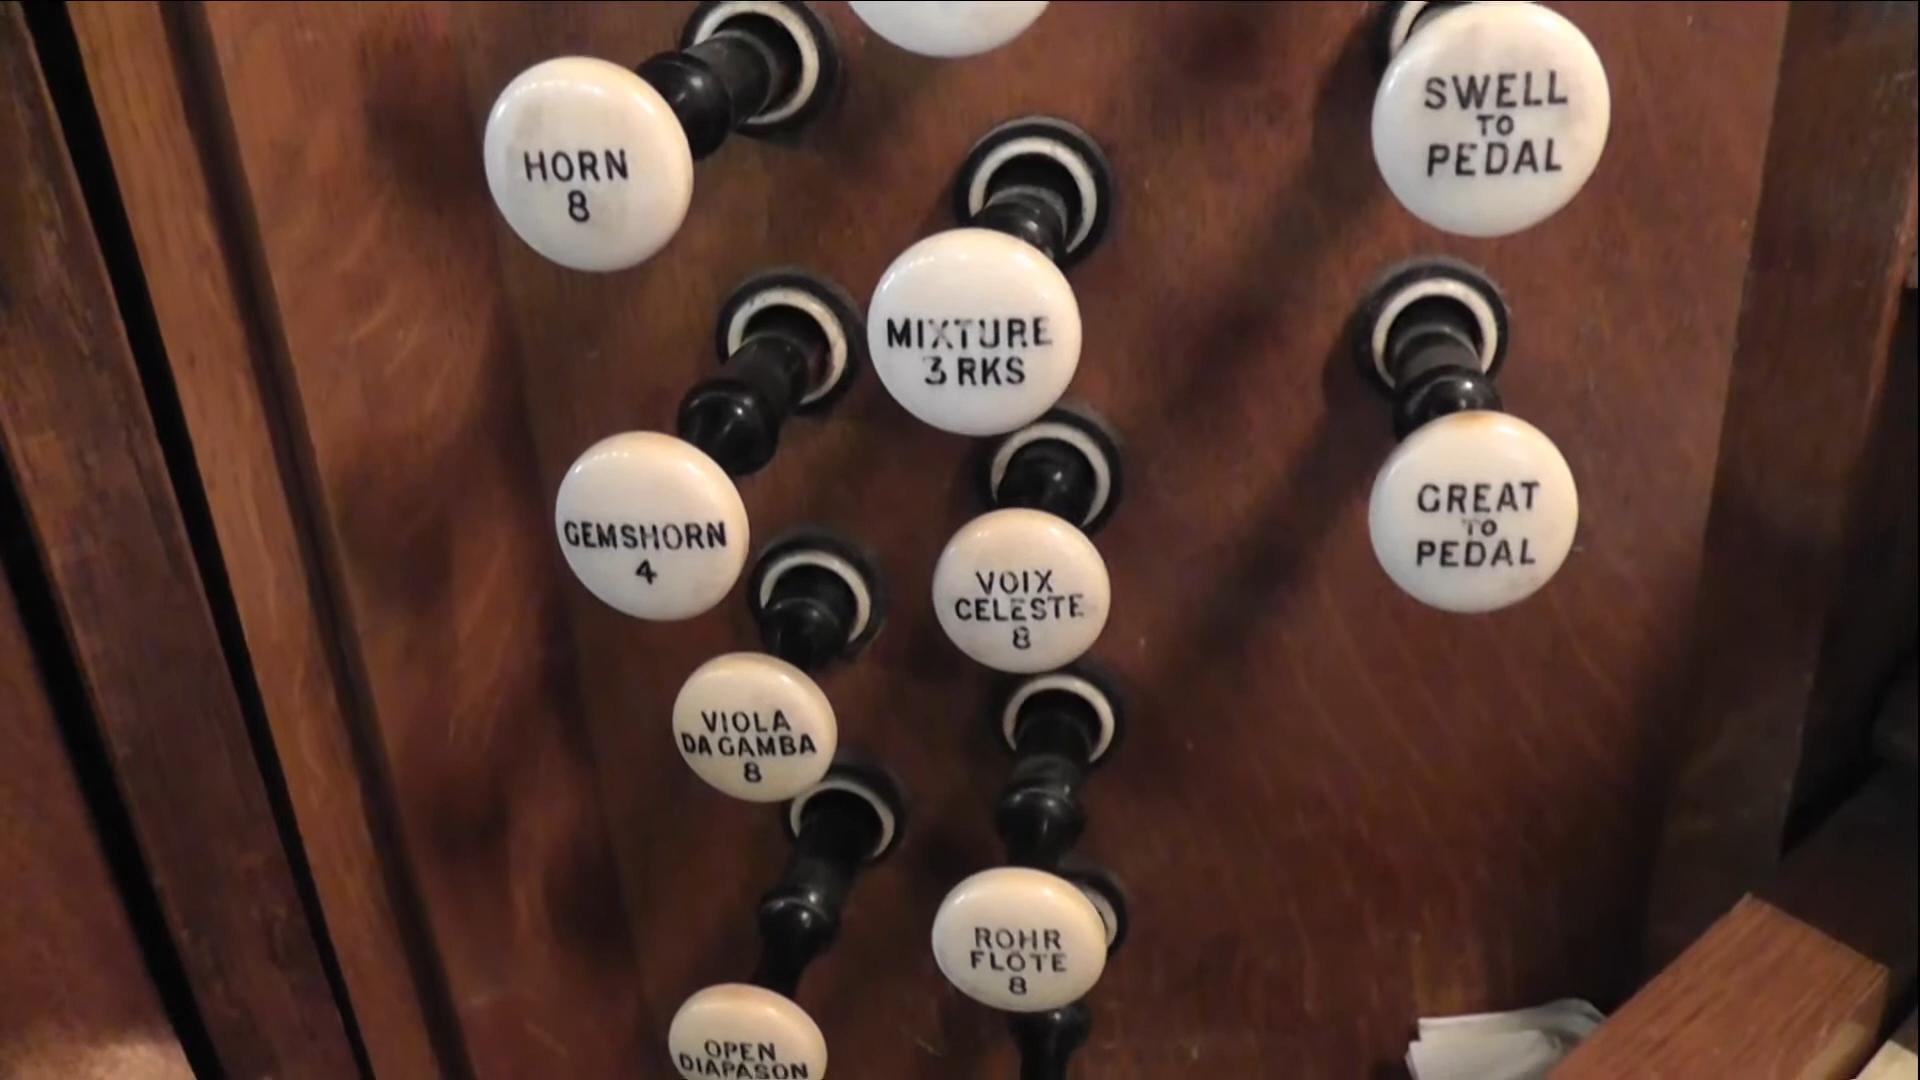 HORN
8
SWELL
TO
PEDAL
MIXTURE
3 RKS
GEMSHORN
4
GREAT
TO
PEDAL
VOIX
CELESTE
8
VIOLA
DA GAMBA
8
ROHR
FLÖTE
8
OPEN
DIAPASON